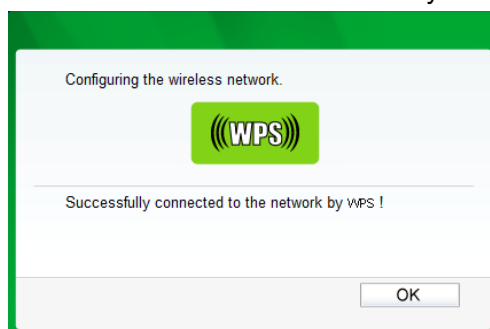 Configuring the wireless network.
(((WPS)))
Successfully connected to the network by WPS !
OK